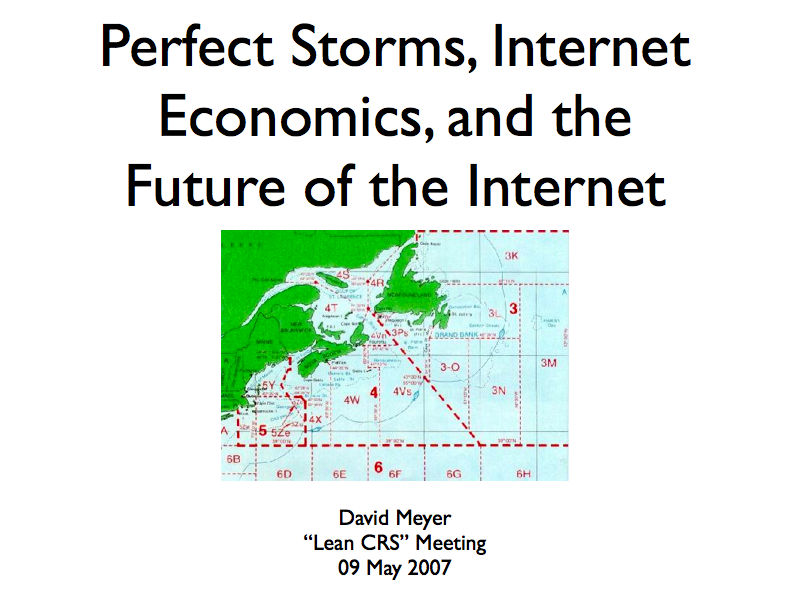 Perfect Storms, Internet
Economics, and the
Future of the Internet
3K
4S
4R
4T
3L
3
3Ps
GRAND BANK
3-O
3M
5Y
4
4W
4Vs
3N
4X
5
5Ze
6B
6D
6E
6
6F
6G
6H
David Meyer
“Lean CRS” Meeting
09 May 2007